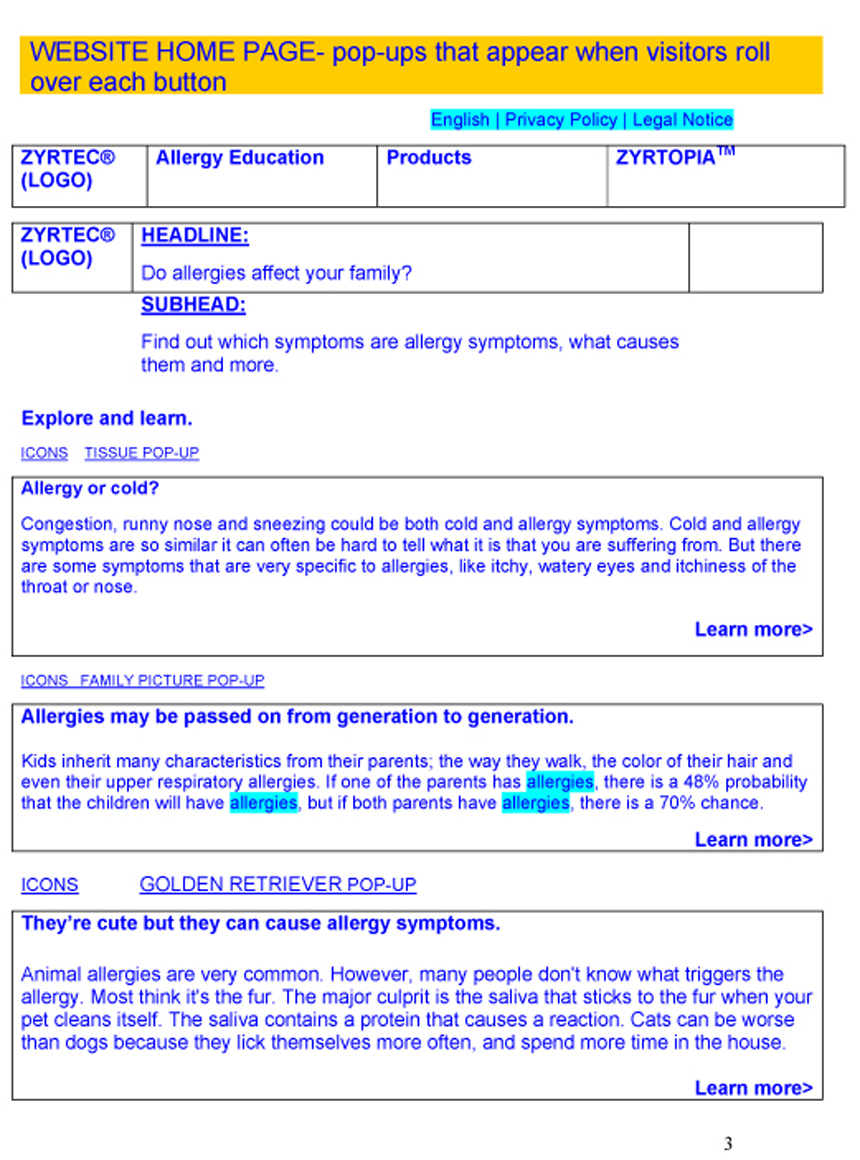 WEBSITE HOME PAGE- pop-ups that appear when visitors roll
over each button
English | Privacy Policy | Legal Notice
ZYRTEC® Allergy Education Products ZYRTOPIA™
(LOGO)
ZYRTEC® HEADLINE:
(LOGO)
Do allergies affect your family?
SUBHEAD:
Find out which symptoms are allergy symptoms, what causes
them and more.
Explore and learn.
ICONS TISSUE POP-UP
Allergy or cold?
Congestion, runny nose and sneezing could be both cold and allergy symptoms. Cold and allergy
symptoms are so similar it can often be hard to tell what it is that you are suffering from. But there
are some symptoms that are very specific to allergies, like itchy, watery eyes and itchiness of the
throat or nose.
Learn more>
ICONS FAMILY PICTURE POP-UP
Allergies may be passed on from generation to generation.
Kids inherit many characteristics from their parents; the way they walk, the color of their hair and
even their upper respiratory allergies. If one of the parents has allergies, there is a 48% probability
that the children will have allergies, but if both parents have allergies, there is a 70% chance.
Learn more>
ICONS GOLDEN RETRIEVER POP-UP
They're cute but they can cause allergy symptoms.
Animal allergies are very common. However, many people don't know what triggers the
allergy. Most think it's the fur. The major culprit is the saliva that sticks to the fur when your
pet cleans itself. The saliva contains a protein that causes a reaction. Cats can be worse
than dogs because they lick themselves more often, and spend more time in the house.
Learn more>
3